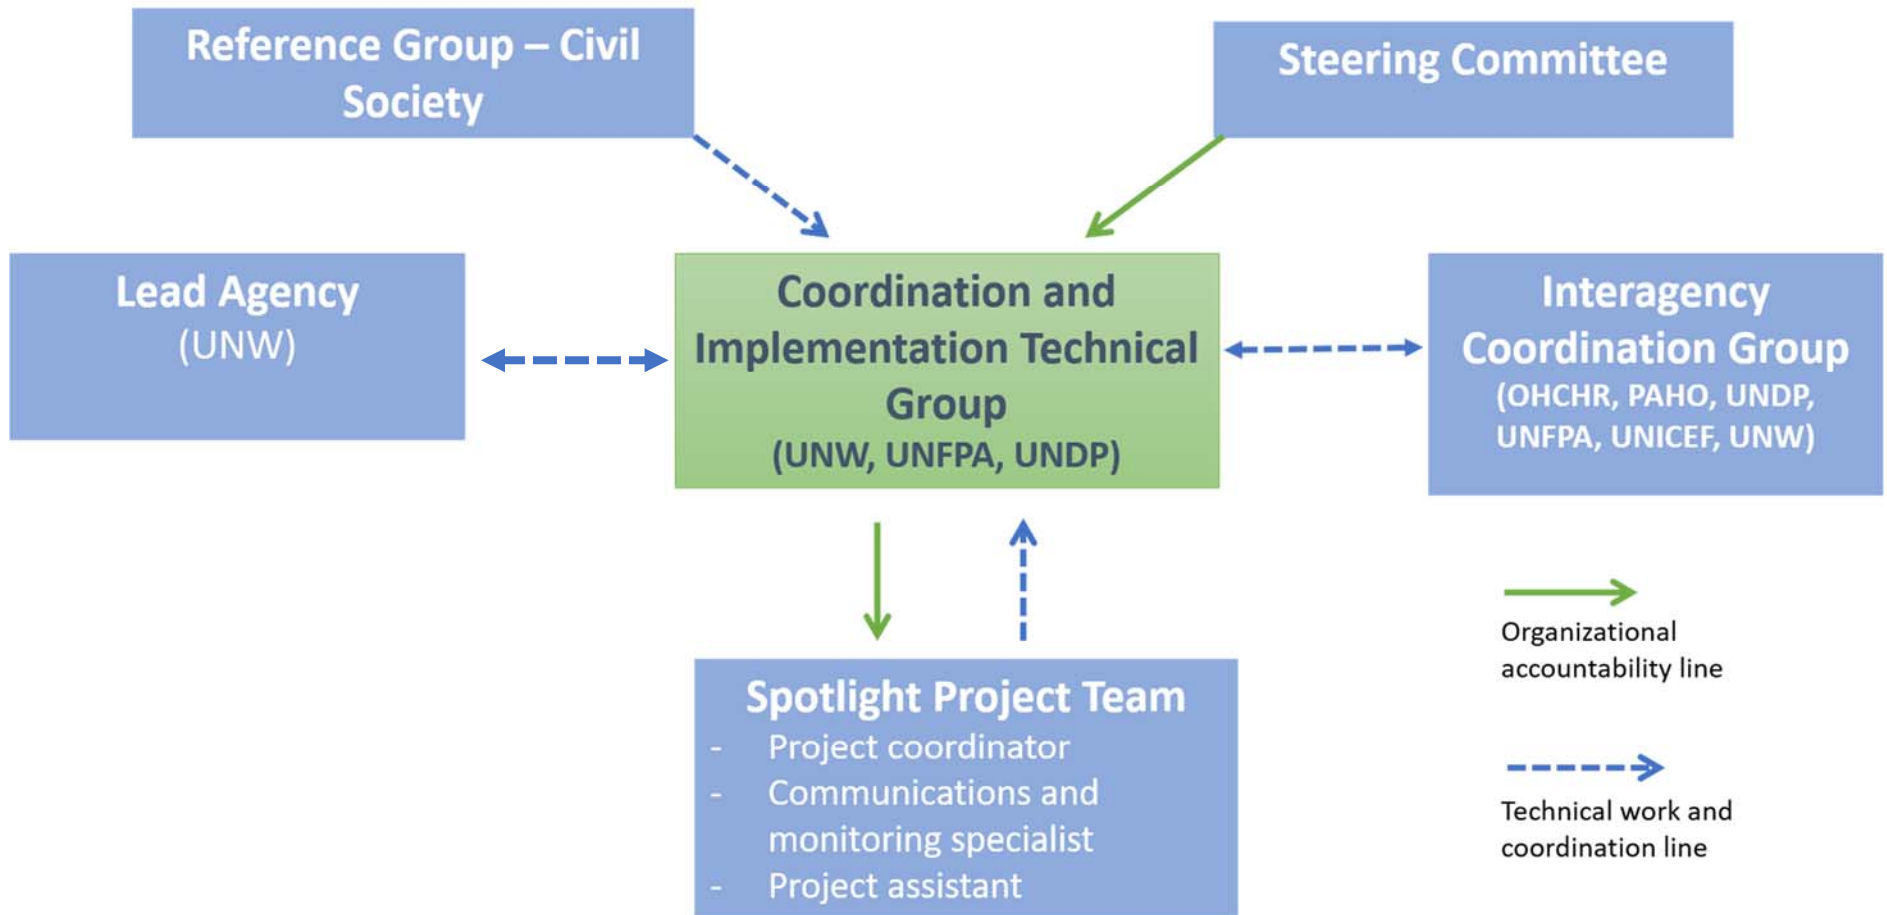 Reference Group – Civil
Society
Steering Committee
Lead Agency
(UNW)
Coordination and
Implementation Technical
Group
(UNW, UNFPA, UNDP)
Interagency
Coordination Group
(OHCHR, PAHO, UNDP,
UNFPA, UNICEF, UNW)
Spotlight Project Team
- Project coordinator
- Communications and
monitoring specialist
- Project assistant
Organizational
accountability line
Technical work and
coordination line